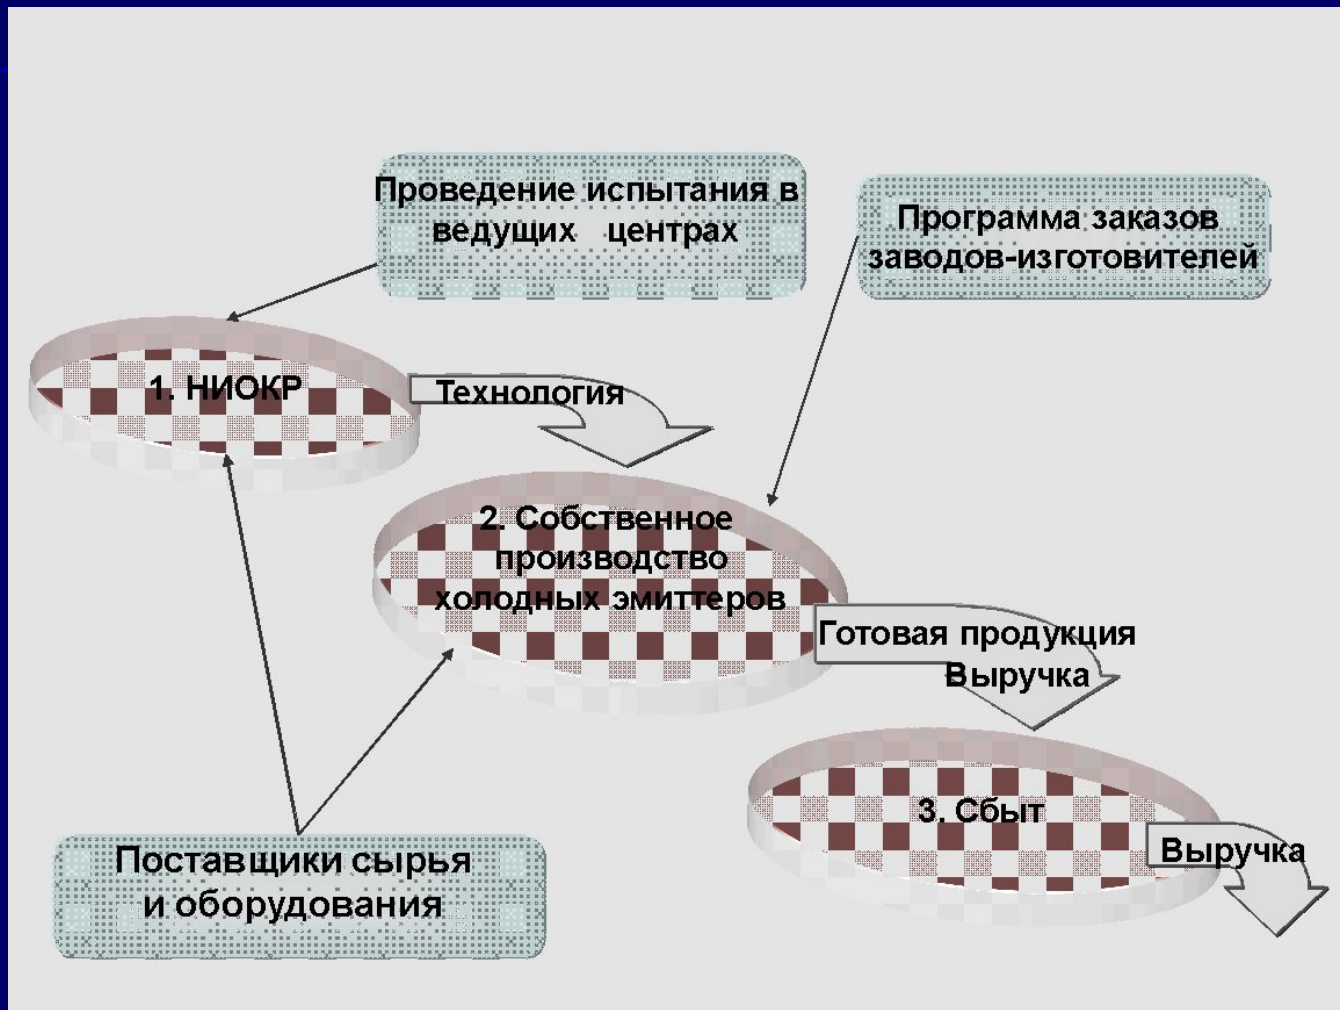 Проведение испытания в
ведущих центрах
Программа заказов
заводов-изготовителей
1. НИОКР
Технология
2. Собственное
производство
холодных эмиттеров
Готовая продукция
Выручка
3. Сбыт
Выручка
Поставщики сырья
и оборудования